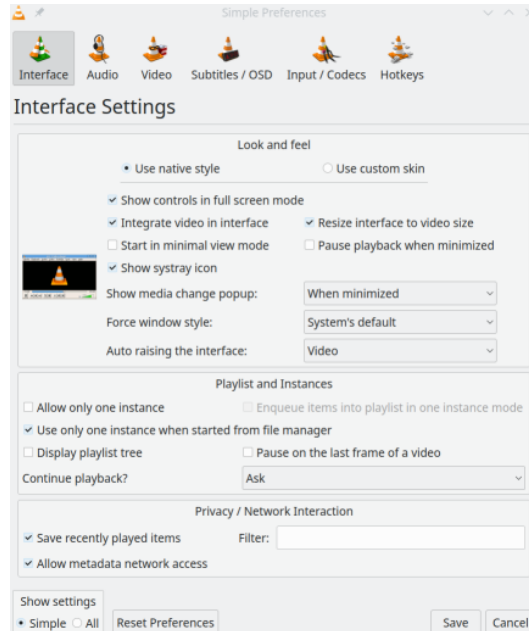 Simple Preferences
Interface Audio Video Subtitles / OSD Input / Codecs Hotkeys
Interface Settings
Look and feel
Use native style Use custom skin
Show controls in full screen mode
Integrate video in interface Resize interface to video size
Start in minimal view mode Pause playback when minimized
Show systray icon
Show media change popup: When minimized
Force window style: System's default
Auto raising the interface: Video
Playlist and Instances
Allow only one instance Enqueue items into playlist in one instance mode
Use only one instance when started from file manager
Display playlist tree Pause on the last frame of a video
Continue playback? Ask
Privacy / Network Interaction
Save recently played items Filter:
Allow metadata network access
Show settings
Simple All Reset Preferences Save Cancel